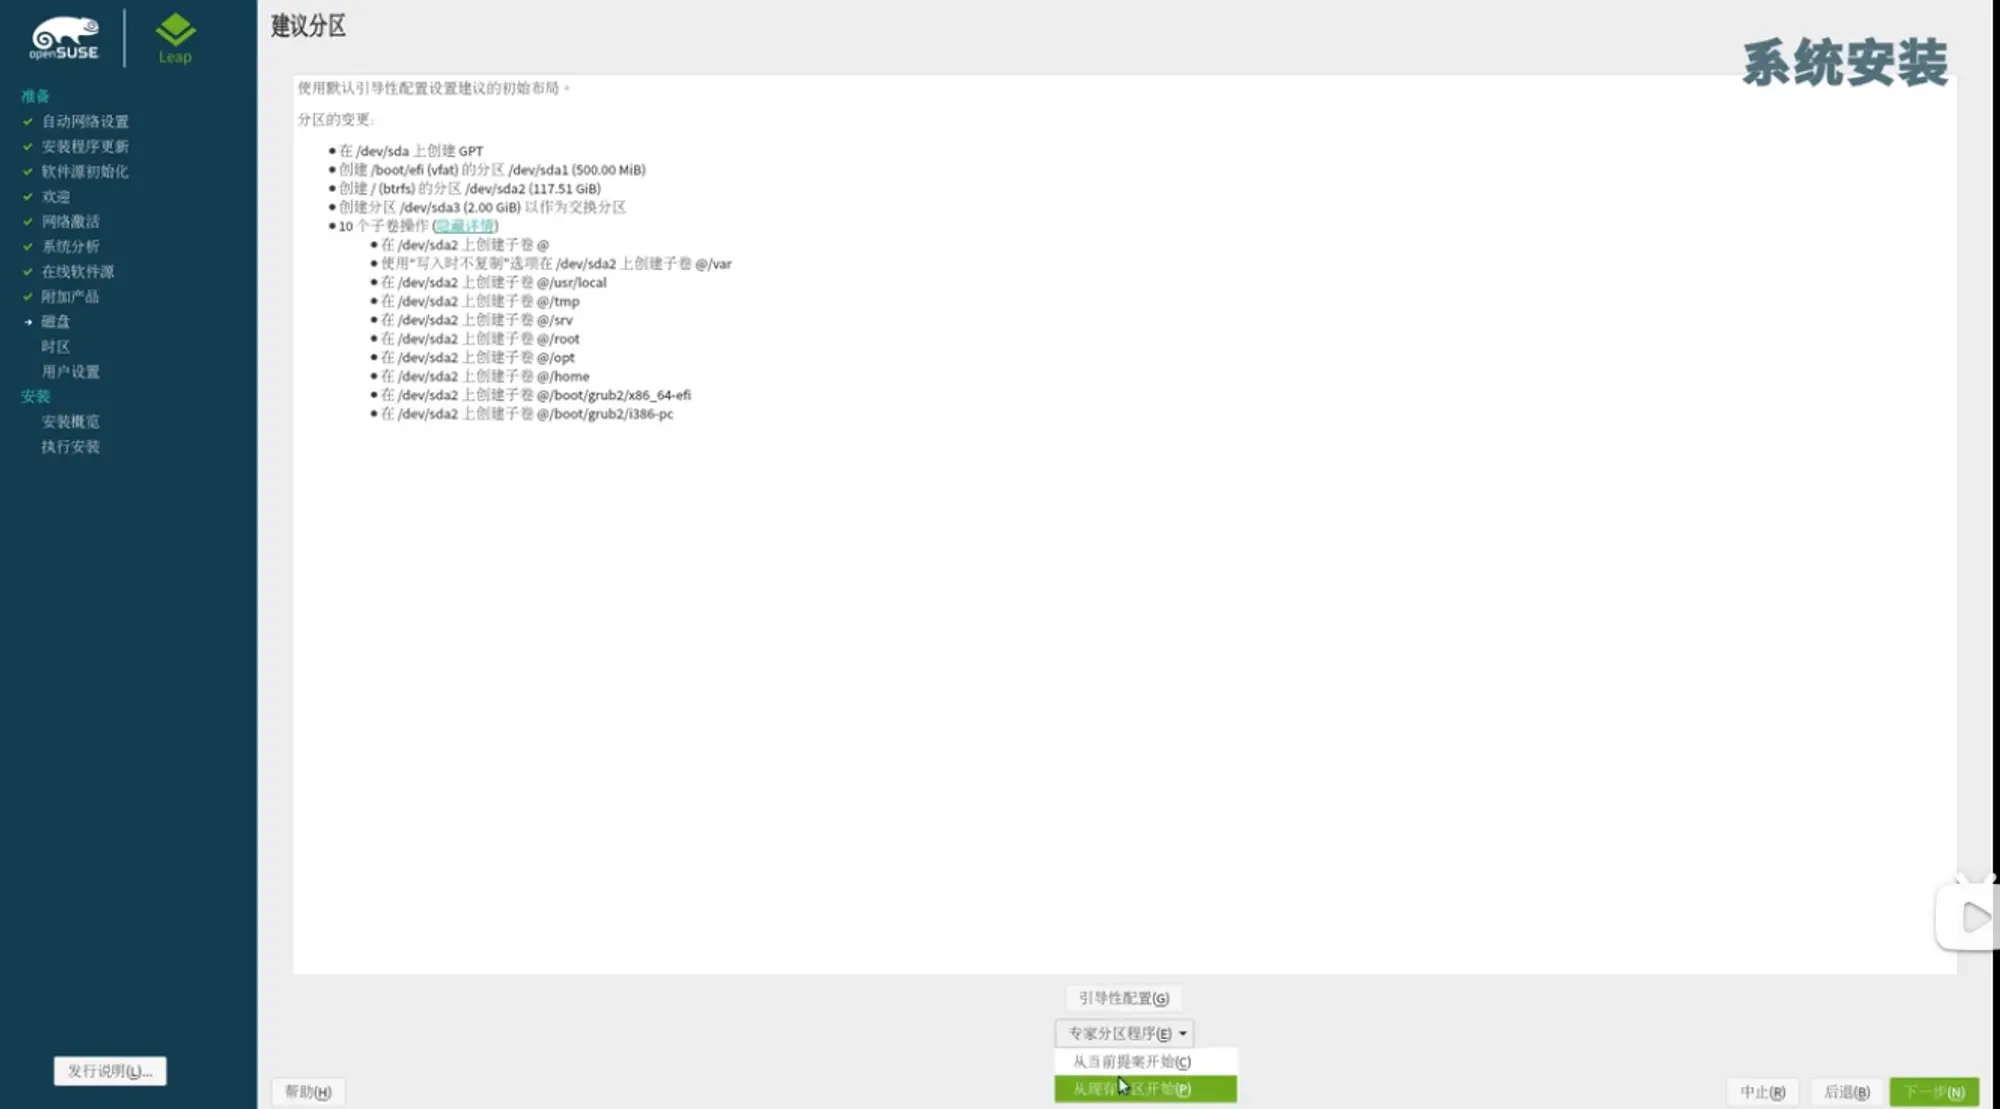 openSUSE
Leap
准备
自动网络设置
安装程序更新
软件源初始化
欢迎
网络激活
系统分析
在线软件源
附加产品
磁盘
时区
用户设置
安装
安装概览
执行安装
发行说明(L)...
建议分区
系统安装
使用默认引导性配置设置建议的初始布局。
分区的变更:
在 /dev/sda 上创建 GPT
创建 /boot/efi (vfat) 的分区 /dev/sda1 (500.00 MiB)
创建 / (btrfs) 的分区 /dev/sda2 (117.51 GiB)
创建分区 /dev/sda3 (2.00 GiB) 以作为交换分区
10 个子卷操作 (隐藏详情)
在 /dev/sda2 上创建子卷 @
使用“写入时不复制”选项在 /dev/sda2 上创建子卷 @/var
在 /dev/sda2 上创建子卷 @/usr/local
在 /dev/sda2 上创建子卷 @/tmp
在 /dev/sda2 上创建子卷 @/srv
在 /dev/sda2 上创建子卷 @/root
在 /dev/sda2 上创建子卷 @/opt
在 /dev/sda2 上创建子卷 @/home
在 /dev/sda2 上创建子卷 @/boot/grub2/x86_64-efi
在 /dev/sda2 上创建子卷 @/boot/grub2/i386-pc
引导性配置(G)
专家分区程序(E)
从当前提案开始(C)
从现有分区开始(P)
帮助(H)
中止(R)
后退(B)
下一步(N)